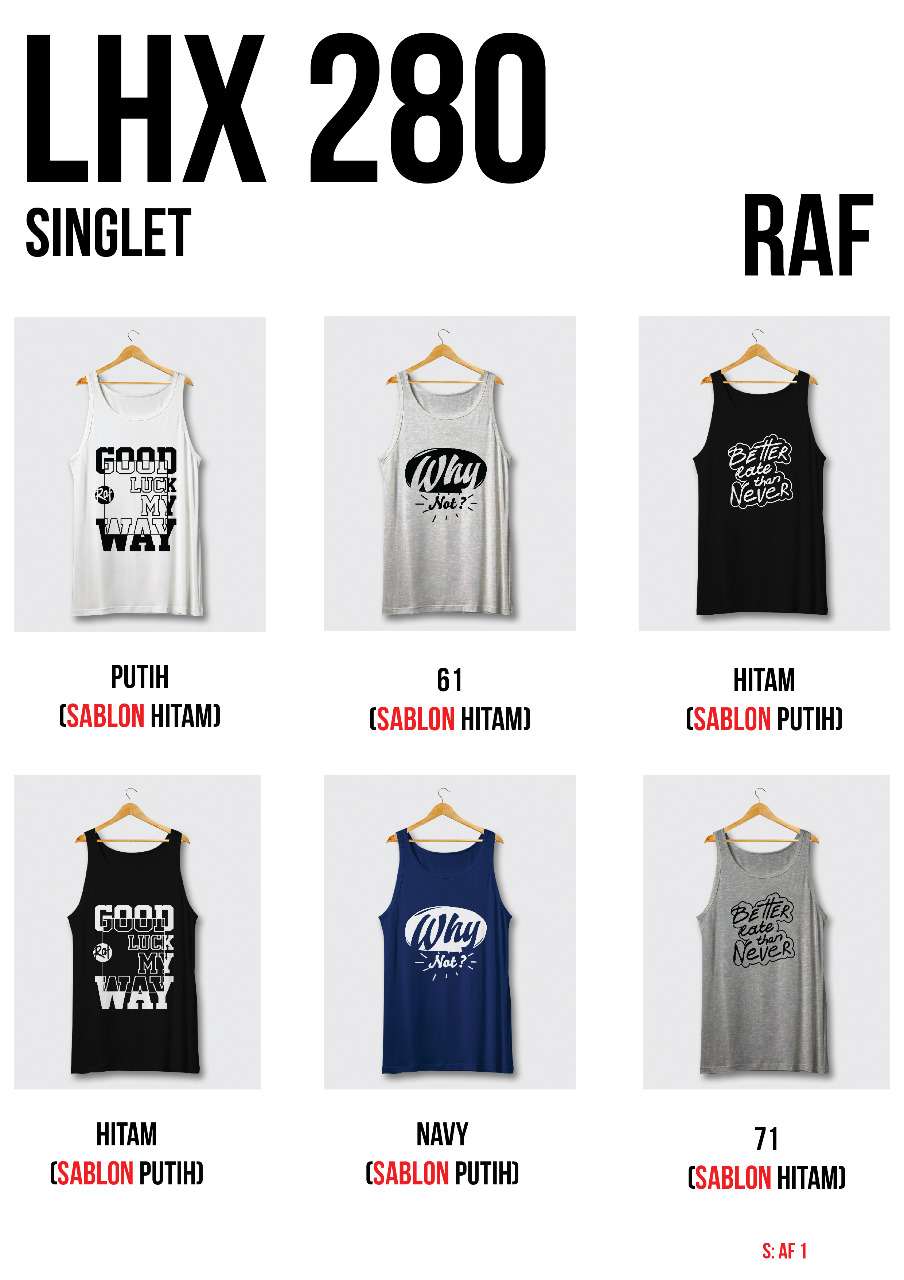 LHX 280
SINGLET
RAF
GOOD
LUCK
Raf
MY
WAY
Why
Not?
BETTER
late
than
NEVER
PUTIH
(SABLON HITAM)
61
(SABLON HITAM)
HITAM
(SABLON PUTIH)
GOOD
LUCK
Raf
MY
WAY
Why
Not?
BETTER
late
than
NEVER
HITAM
(SABLON PUTIH)
NAVY
(SABLON PUTIH)
71
(SABLON HITAM)
S: AF 1